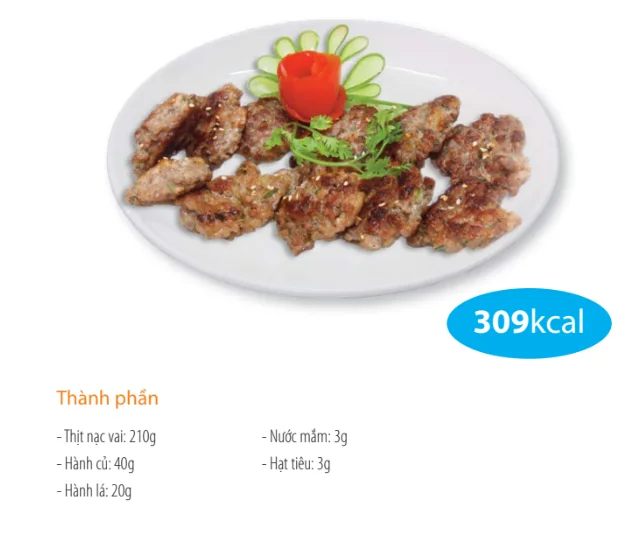 309kcal
Thành phần
- Thịt nạc vai: 210g
- Hành củ: 40g
- Hành lá: 20g
- Nước mắm: 3g
- Hạt tiêu: 3g